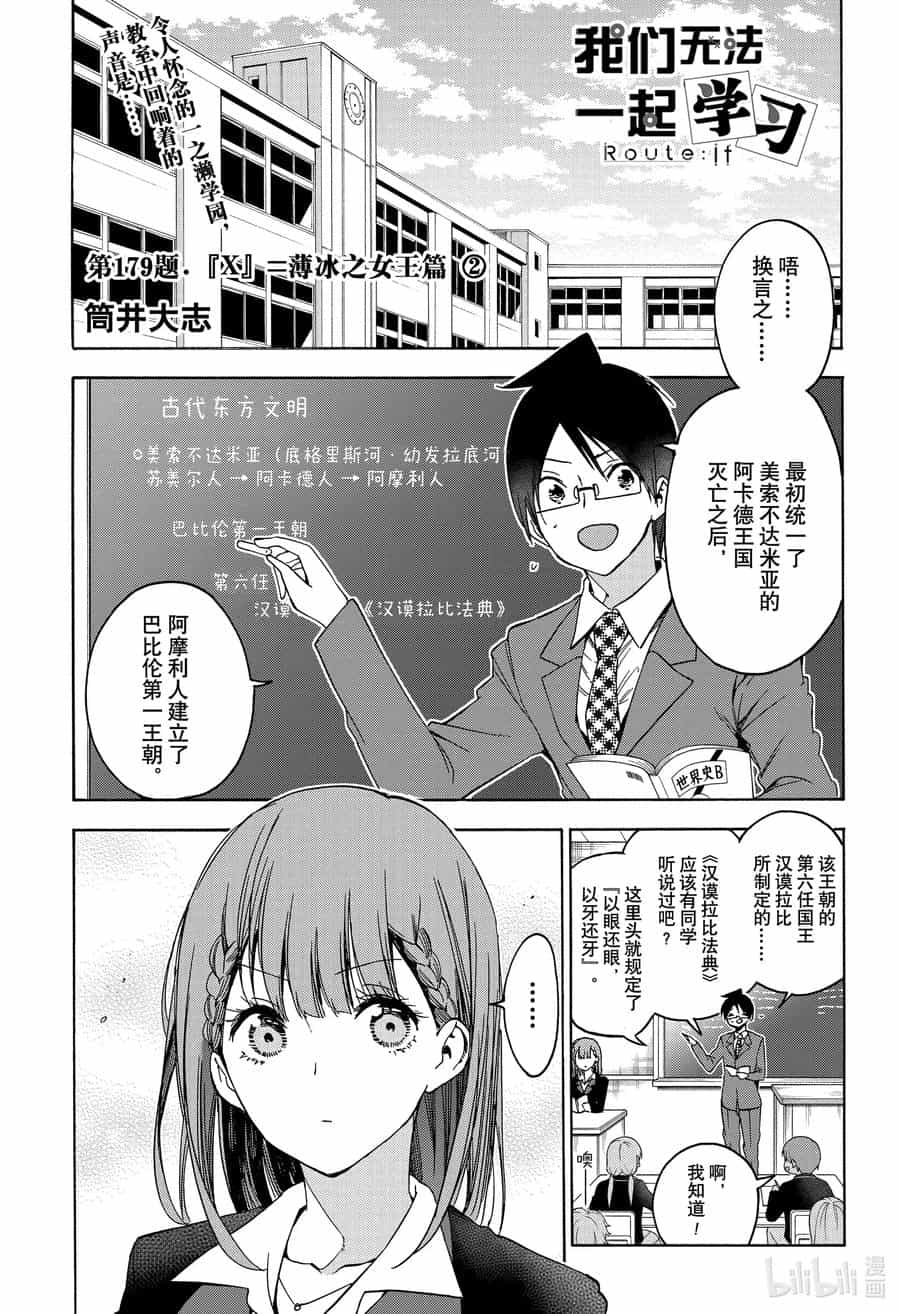 我们无法
一起学习
Route:if
令人怀念的一之濑学园，
教室中回响着的
声音是……
第179题.『X』=薄冰之女王篇 ②
筒井大志
唔……
换言之……
最初统一了
美索不达米亚的
阿卡德王国
灭亡之后，
古代东方文明
○美索不达米亚（底格里斯河·幼发拉底河
苏美尔人→阿卡德人→阿摩利人
巴比伦第一王朝
第六任
汉谟
《汉谟拉比法典》
世界史B
阿摩利人建立了
巴比伦第一王朝。
该王朝的
第六任国王
汉谟拉比
所制定的……
《汉谟拉比法典》
应该有同学
听说过吧？
这里头就规定了
『以眼还眼，
以牙还牙』。
噢
啊，
我知道！
……
bilibili 漫画